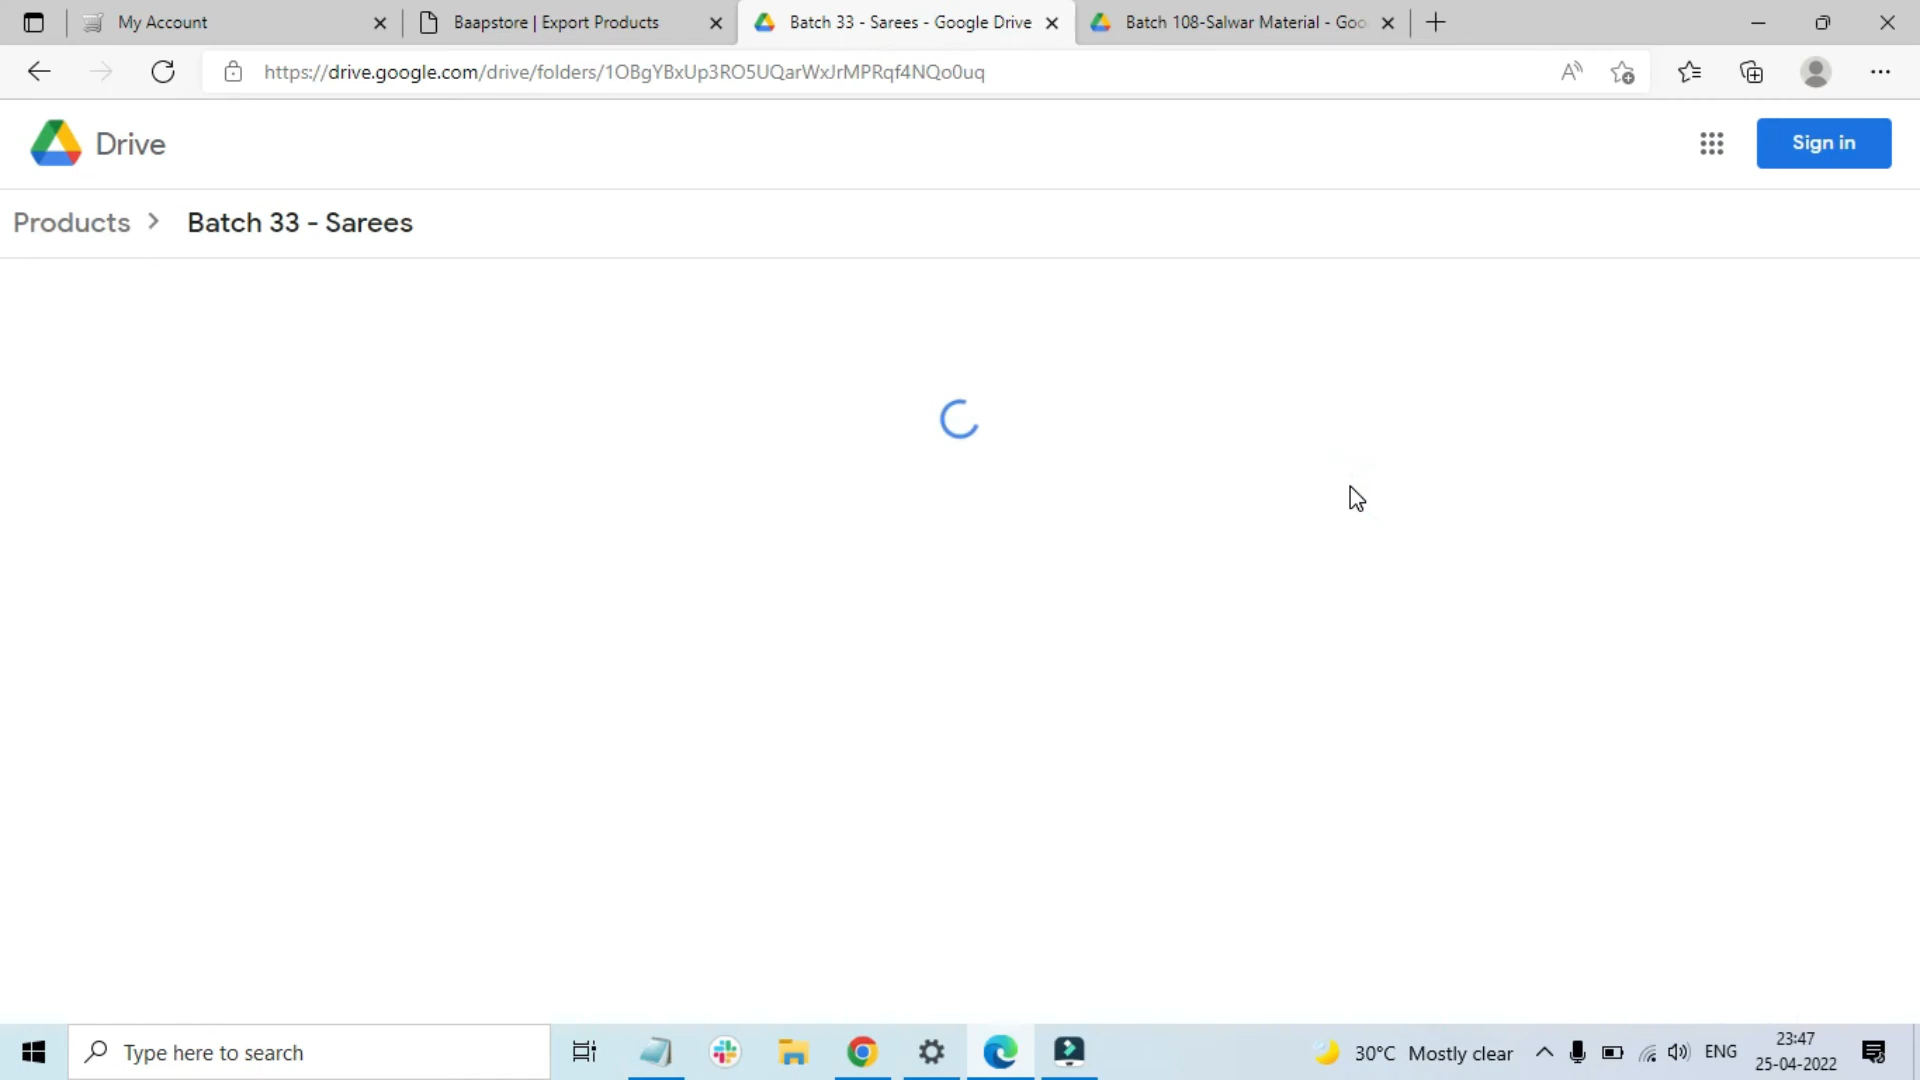 My Account
Baapstore | Export Products
Batch 33 - Sarees - Google Drive
Batch 108-Salwar Material - Goo
https://drive.google.com/drive/folders/1OBgYBxUp3RO5UQarWxJrMPRqf4NQo0uq
Drive
Sign in
Products
Batch 33 - Sarees
Type here to search
30°C Mostly clear
ENG
23:47
25-04-2022